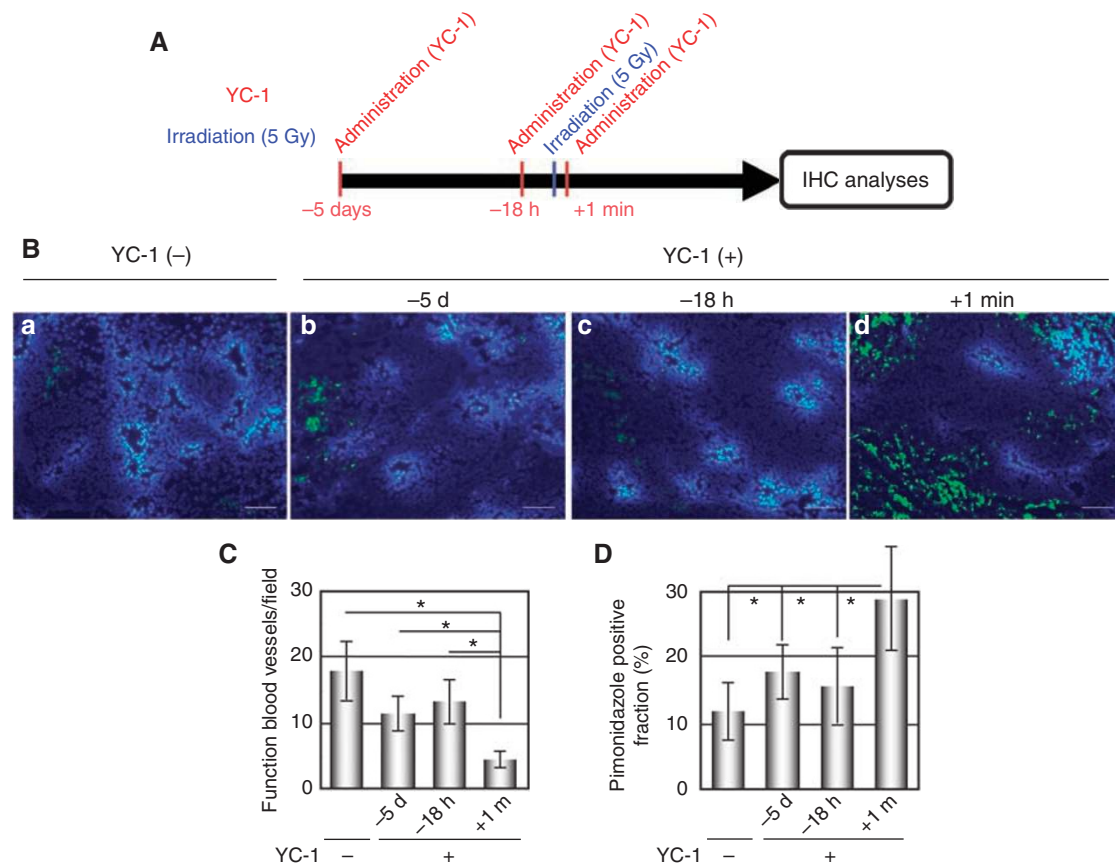 A
YC-1
Irradiation (5 Gy)
Administration (YC-1)
Administration (YC-1)
Irradiation (5 Gy)
Administration (YC-1)
–5 days
–18 h
+1 min
IHC analyses
B
YC-1 (–)
YC-1 (+)
–5 d
–18 h
+1 min
a
b
c
d
C
Function blood vessels/field
30
20
10
0
*
*
*
–5 d
–18 h
+1 m
YC-1
–
+
D
Pimonidazole positive
fraction (%)
30
20
10
0
*
*
*
–5 d
–18 h
+1 m
YC-1
–
+